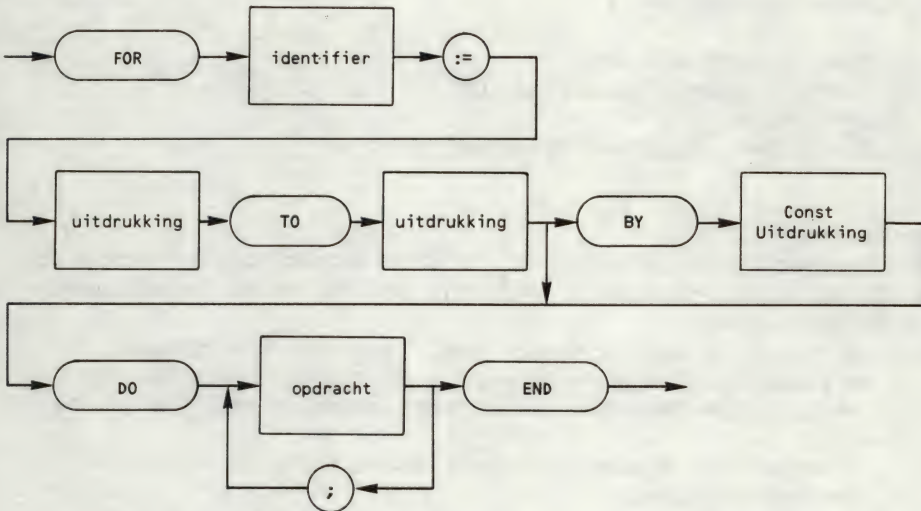 FOR
identifier
:=
uitdrukking
TO
uitdrukking
BY
Const
Uitdrukking
DO
opdracht
END
;